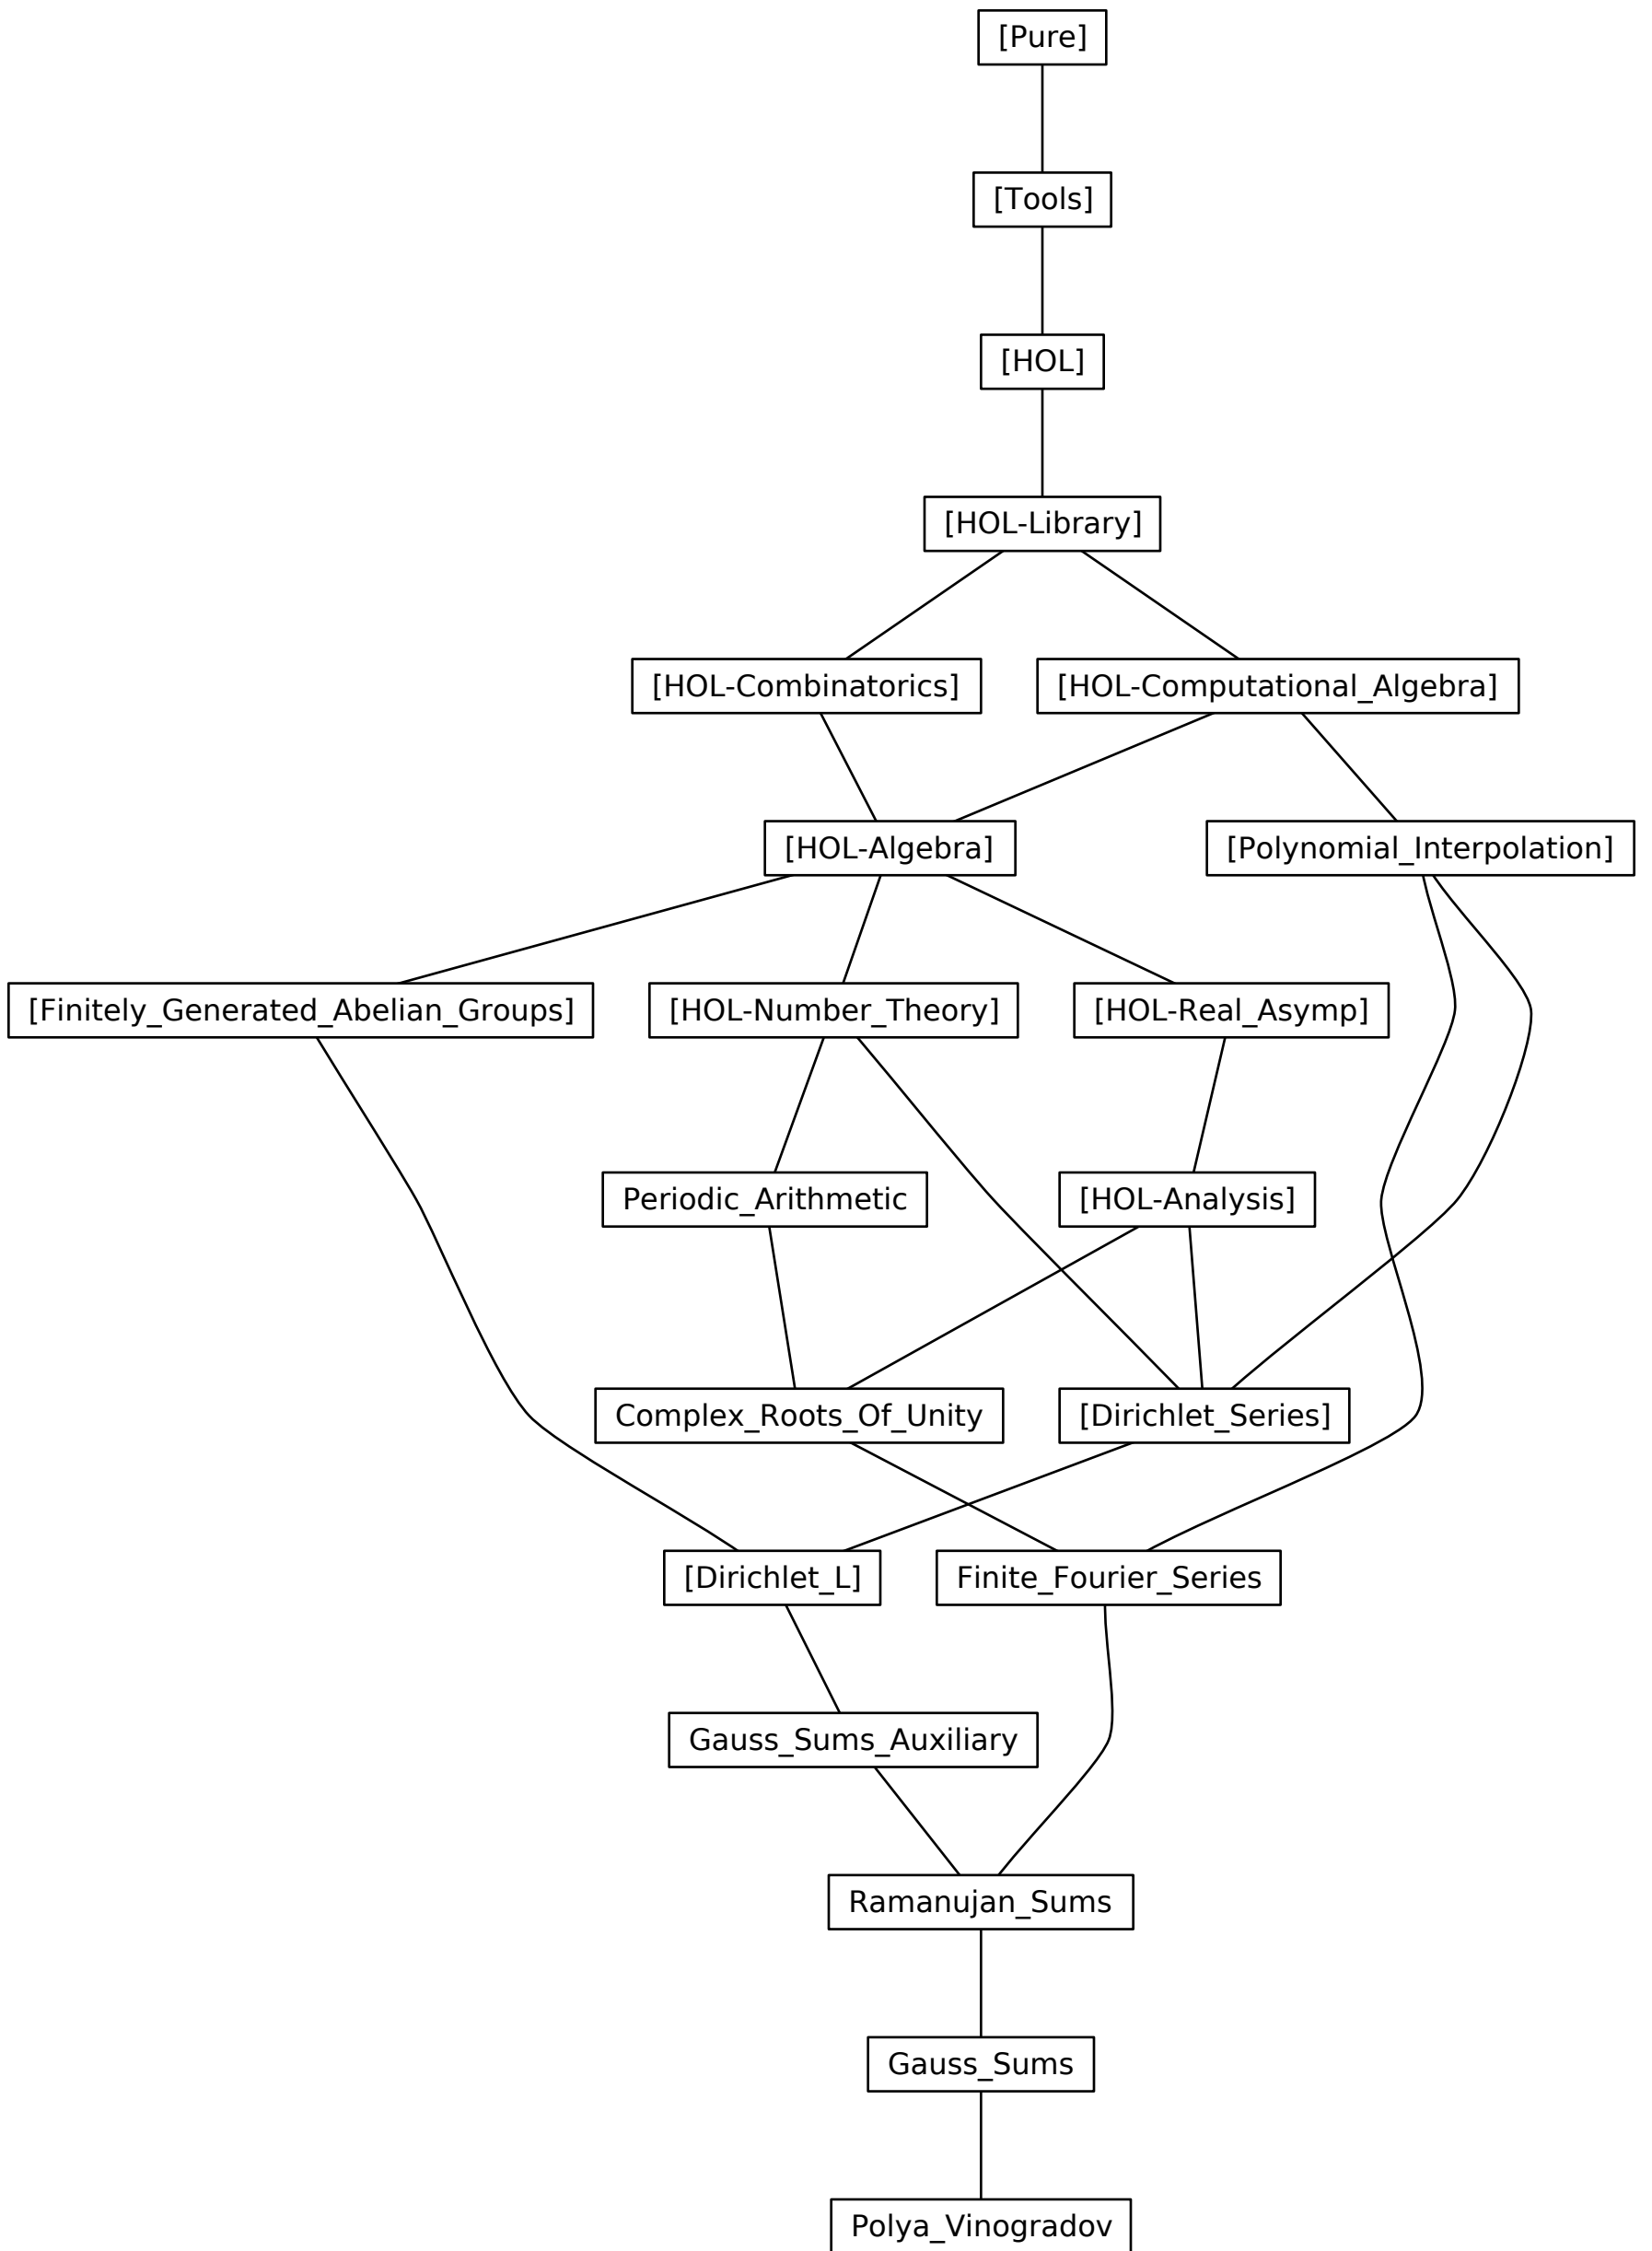 [Pure]
[Tools]
[HOL]
[HOL-Library]
[HOL-Combinatorics]
[HOL-Computational_Algebra]
[HOL-Algebra]
[Polynomial_Interpolation]
[Finitely_Generated_Abelian_Groups]
[HOL-Number_Theory]
[HOL-Real_Asymp]
Periodic_Arithmetic
[HOL-Analysis]
Complex_Roots_Of_Unity
[Dirichlet_Series]
[Dirichlet_L]
Finite_Fourier_Series
Gauss_Sums_Auxiliary
Ramanujan_Sums
Gauss_Sums
Polya_Vinogradov